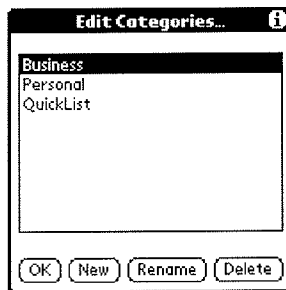 Edit Categories...
Business
Personal
QuickList
OK New Rename Delete